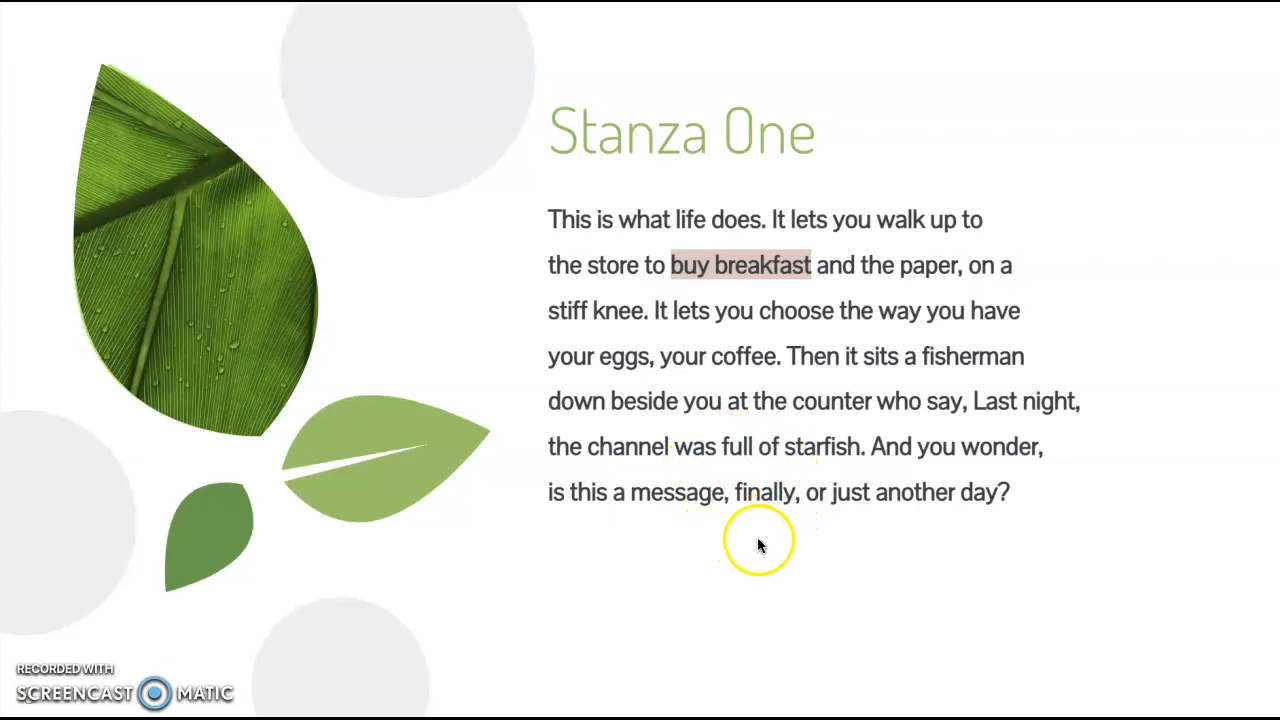 Stanza One
This is what life does. It lets you walk up to
the store to buy breakfast and the paper, on a
stiff knee. It lets you choose the way you have
your eggs, your coffee. Then it sits a fisherman
down beside you at the counter who say, Last night,
the channel was full of starfish. And you wonder,
is this a message, finally, or just another day?
RECORDED WITH
SCREENCAST MATIC